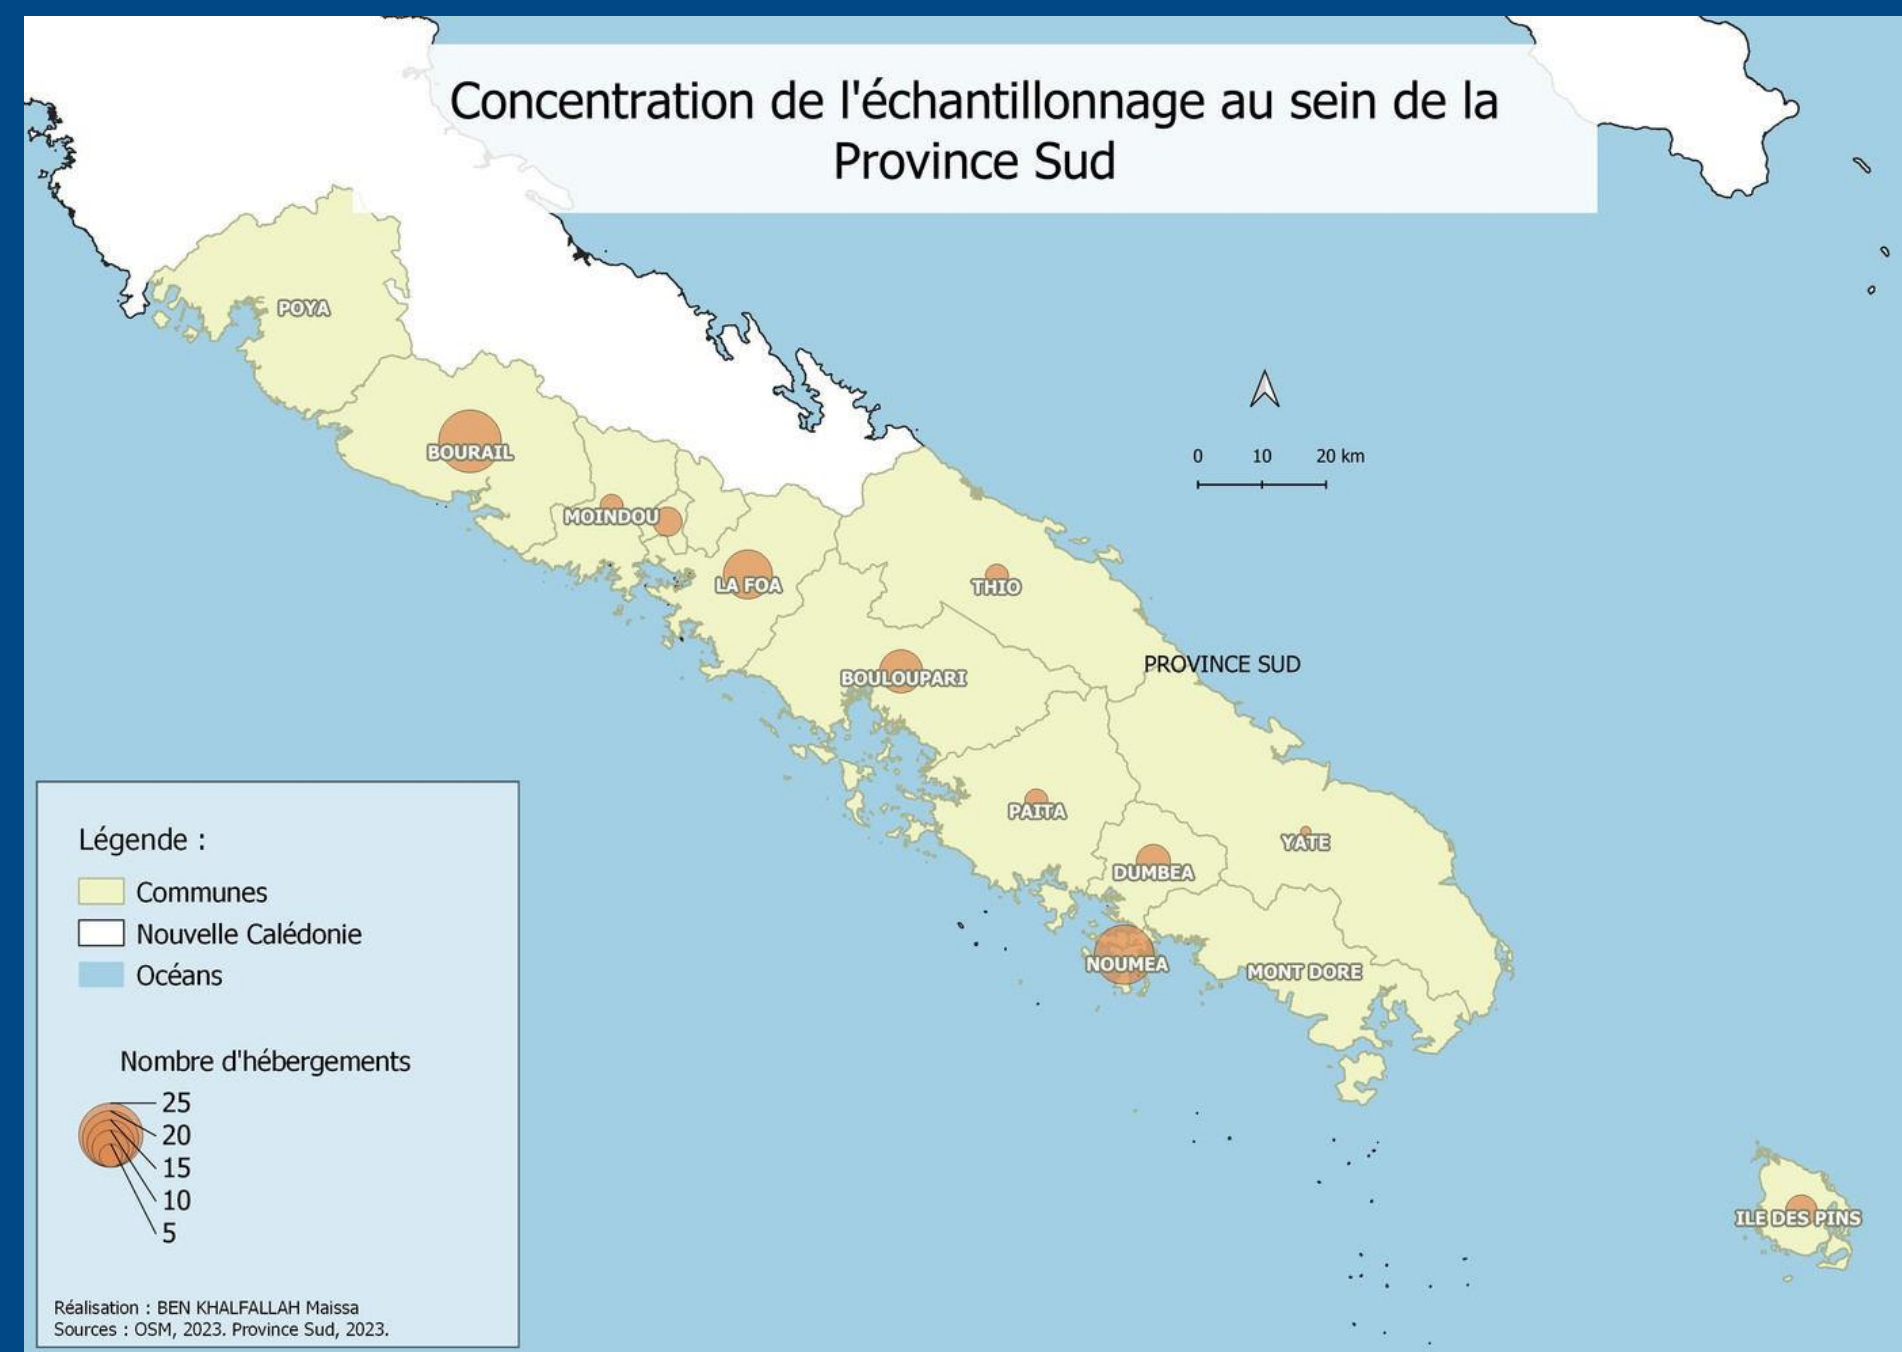 Concentration de l'échantillonnage au sein de la
Province Sud
POYA
BOURAIL
MOINDOU
LA FOA
THIO
BOULOUPARI
PROVINCE SUD
PAITA
YATE
DUMBEA
NOUMEA
MONT DORE
ILE DES PINS
0 10 20 km
Légende :
Communes
Nouvelle Calédonie
Océans
Nombre d'hébergements
25
20
15
10
5
Réalisation : BEN KHALFALLAH Maissa
Sources : OSM, 2023. Province Sud, 2023.